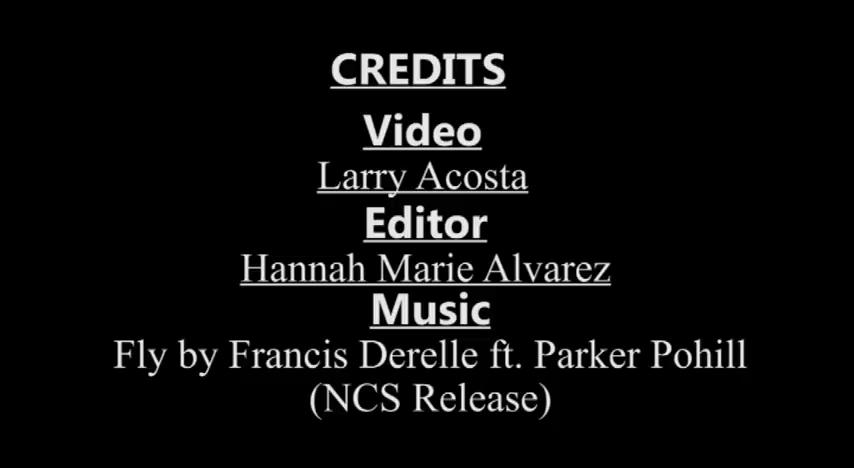 CREDITS
Video
Larry Acosta
Editor
Hannah Marie Alvarez
Music
Fly by Francis Derelle ft. Parker Pohill
(NCS Release)